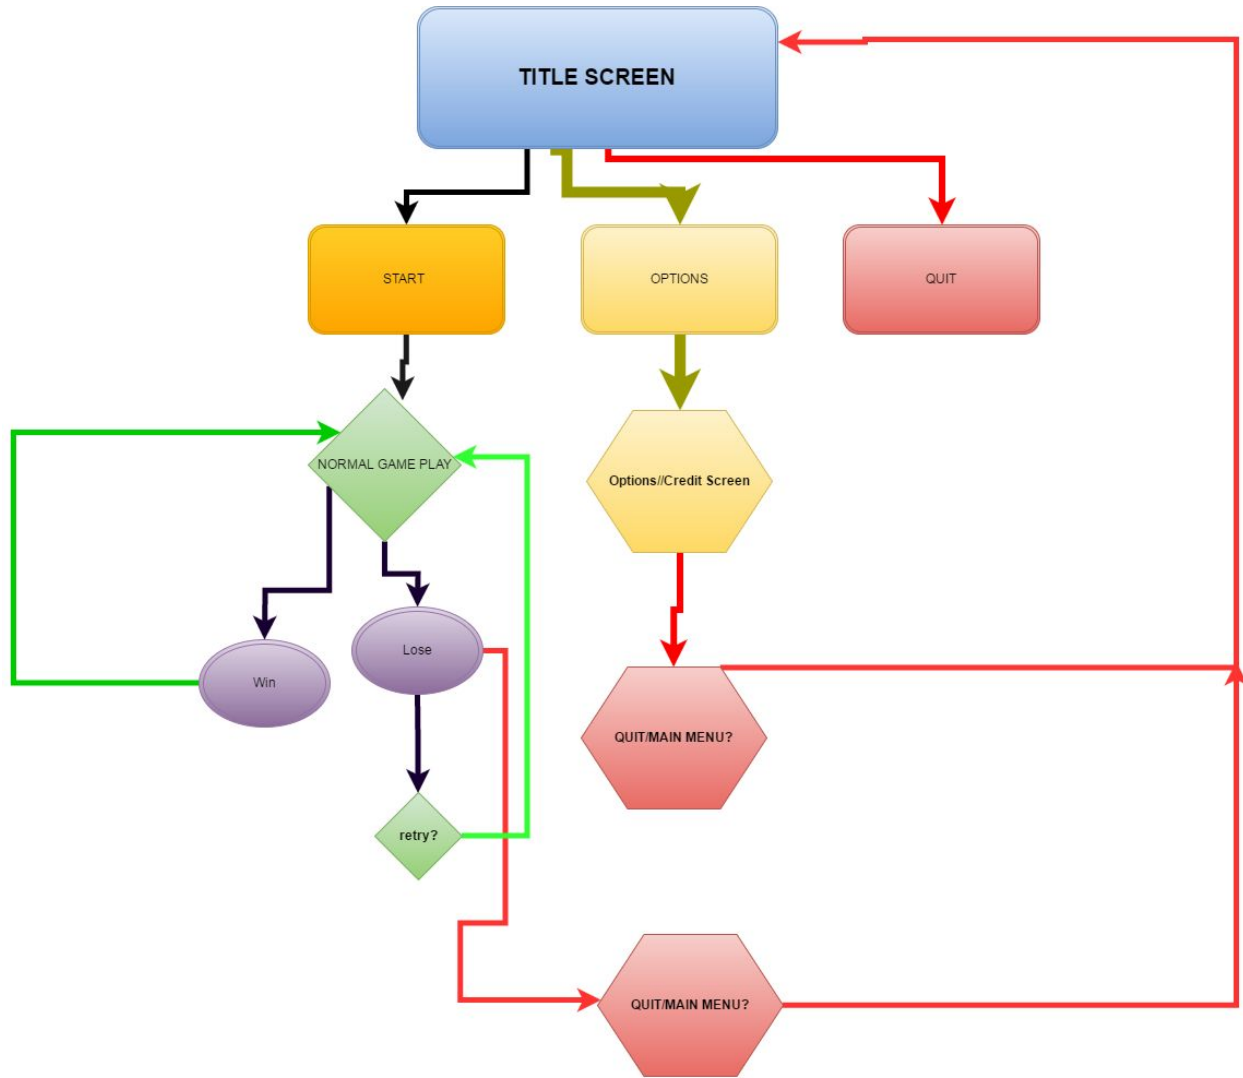 TITLE SCREEN
START
OPTIONS
QUIT
NORMAL GAME PLAY
Options//Credit Screen
Lose
Win
QUIT/MAIN MENU?
retry?
QUIT/MAIN MENU?